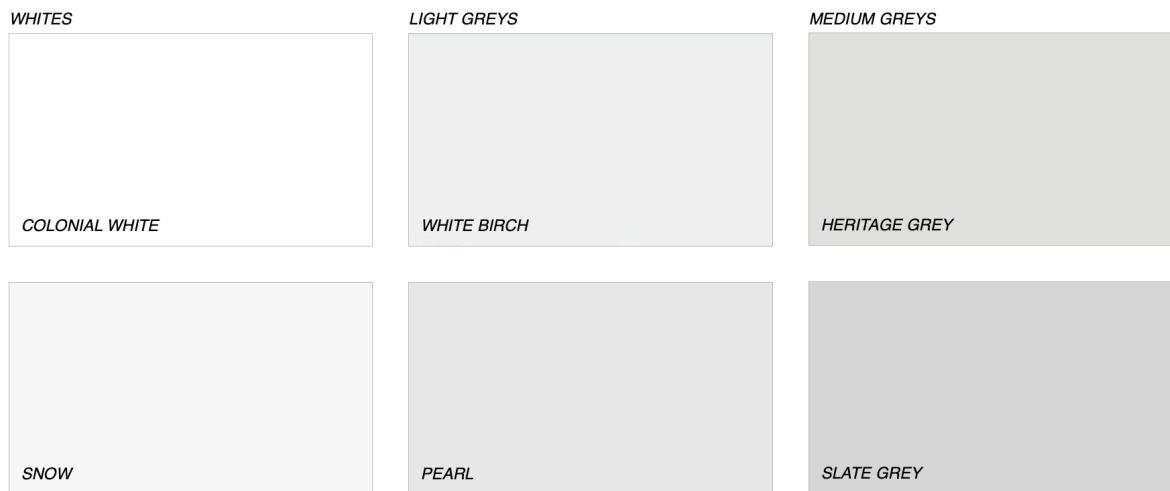 WHITES
LIGHT GREYS
MEDIUM GREYS
COLONIAL WHITE
WHITE BIRCH
HERITAGE GREY
SNOW
PEARL
SLATE GREY